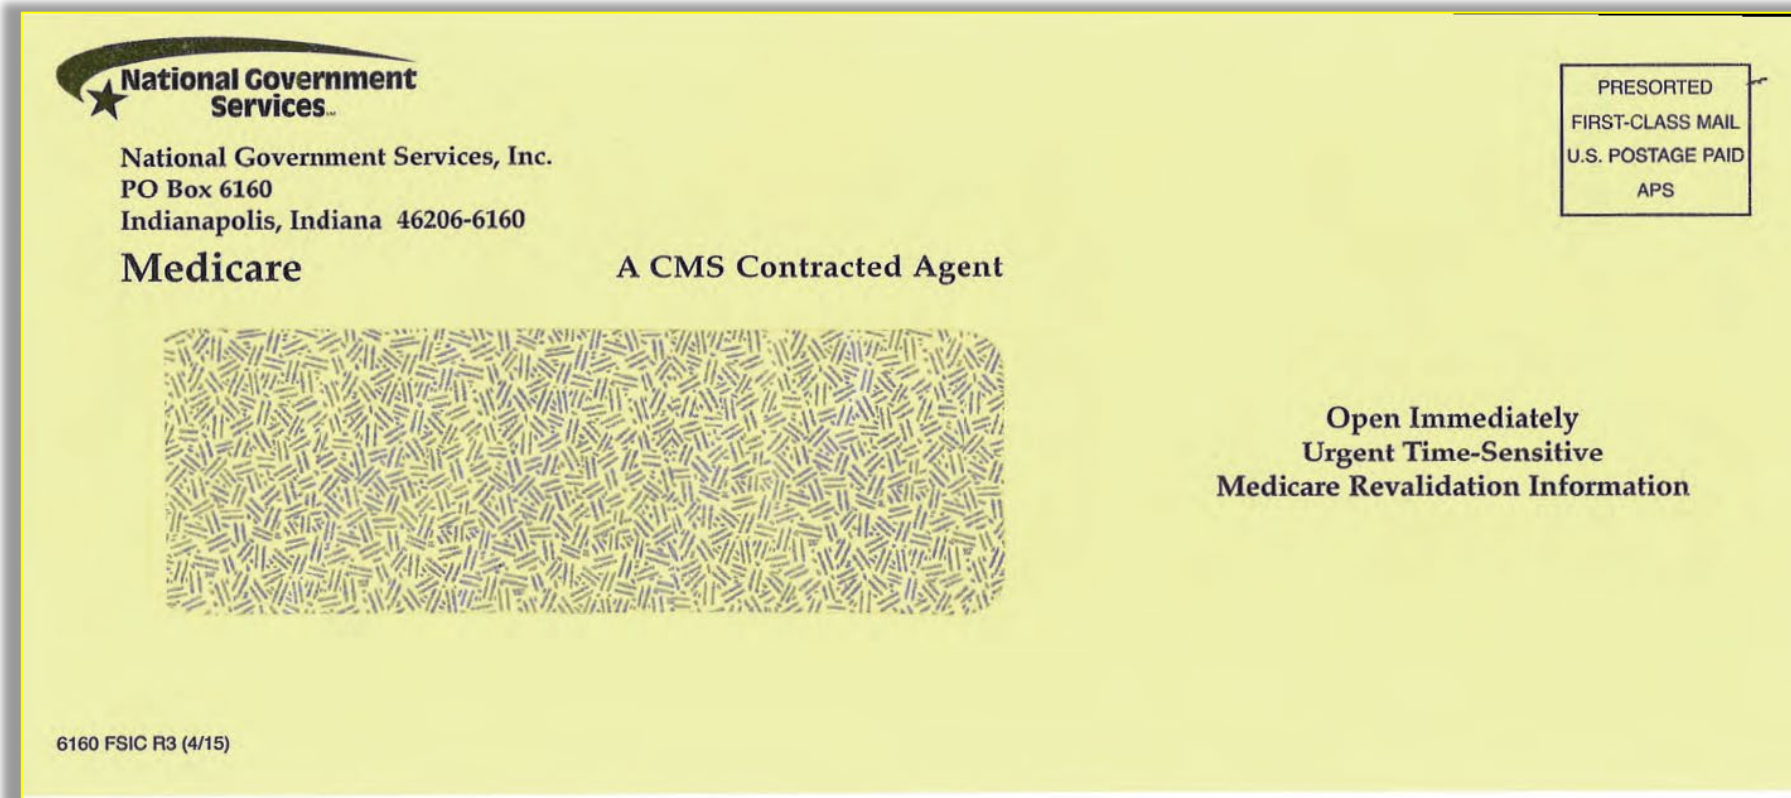 National Government
Services
National Government Services, Inc.
PO Box 6160
Indianapolis, Indiana 46206-6160
Medicare
A CMS Contracted Agent
PRESORTED
FIRST-CLASS MAIL
U.S. POSTAGE PAID
APS
Open Immediately
Urgent Time-Sensitive
Medicare Revalidation Information
6160 FSIC R3 (4/15)